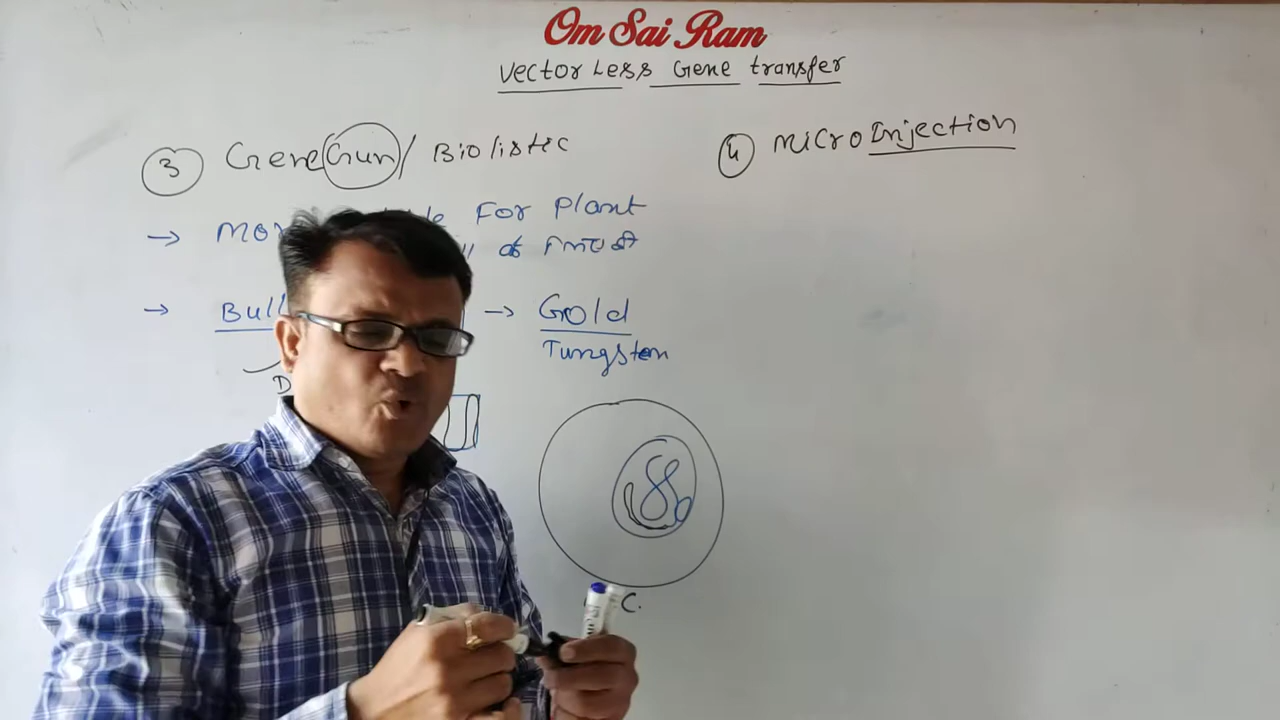 Om Sai Ram
Vector Less Gene transfer
3 Gene Gun / Biolistic
→ For Plant
→ → Gold
Tungsten
D
C.
4 Micro Injection